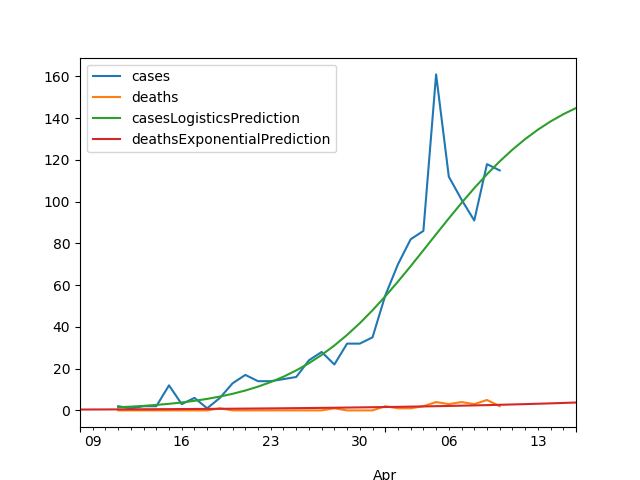 cases
deaths
casesLogisticsPrediction
deathsExponentialPrediction
160
140
120
100
80
60
40
20
0
09 16 23 30 06 13
Apr